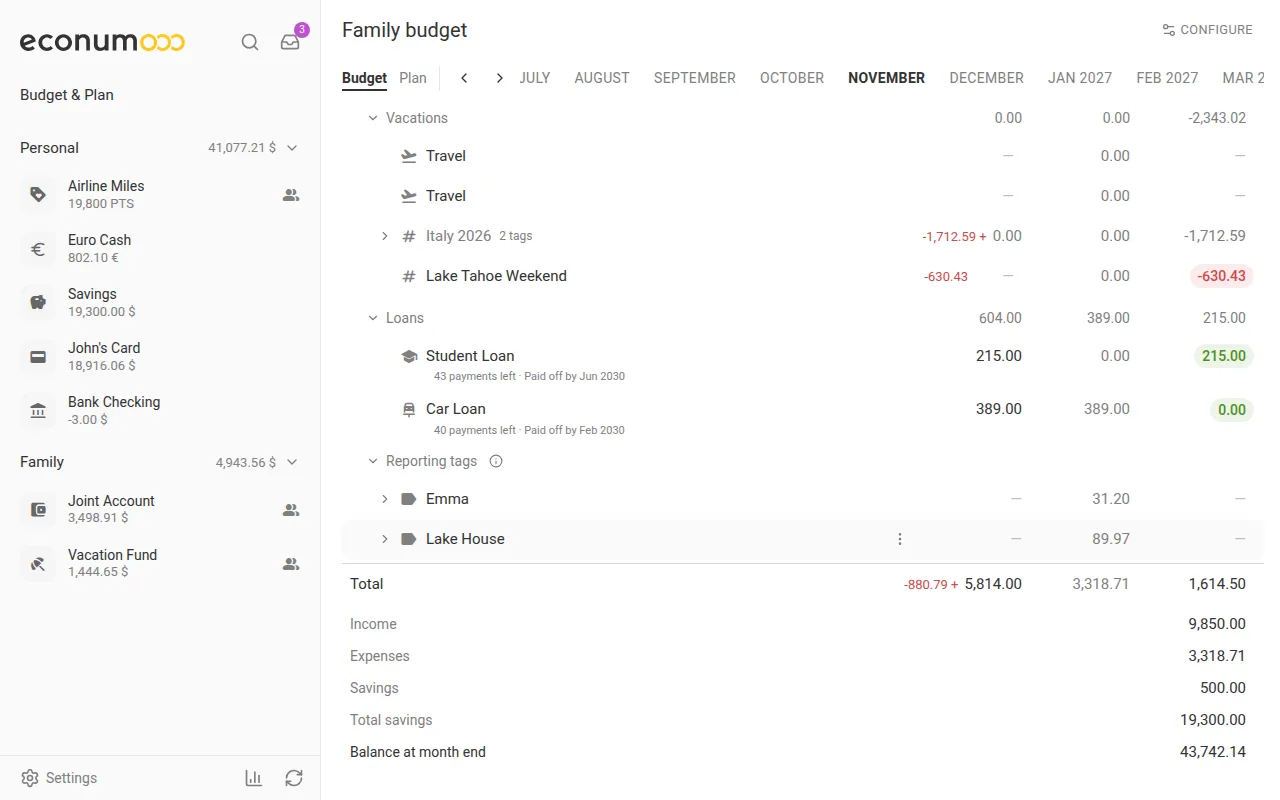 econumo
3
Budget & Plan
Personal 41,077.21 $
Airline Miles
19,800 PTS
Euro Cash
802.10 €
Savings
19,300.00 $
John's Card
18,916.06 $
Bank Checking
-3.00 $
Family 4,943.56 $
Joint Account
3,498.91 $
Vacation Fund
1,444.65 $
Settings
Family budget CONFIGURE
Budget Plan JULY AUGUST SEPTEMBER OCTOBER NOVEMBER DECEMBER JAN 2027 FEB 2027 MAR 2
Vacations 0.00 0.00 -2,343.02
Travel — 0.00 —
Travel — 0.00 —
# Italy 2026 2 tags -1,712.59 + 0.00 0.00 -1,712.59
# Lake Tahoe Weekend -630.43 — 0.00 -630.43
Loans 604.00 389.00 215.00
Student Loan 215.00 0.00 215.00
43 payments left · Paid off by Jun 2030
Car Loan 389.00 389.00 0.00
40 payments left · Paid off by Feb 2030
Reporting tags
Emma — 31.20 —
Lake House — 89.97 —
Total -880.79 + 5,814.00 3,318.71 1,614.50
Income 9,850.00
Expenses 3,318.71
Savings 500.00
Total savings 19,300.00
Balance at month end 43,742.14